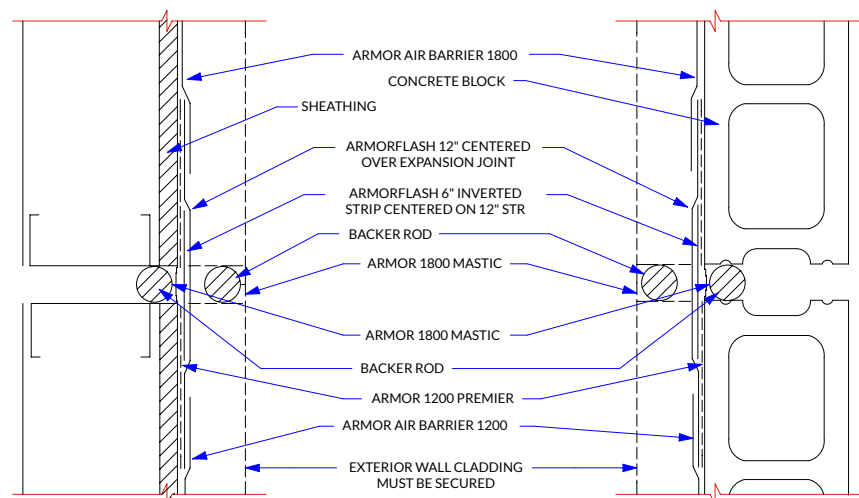 ARMOR AIR BARRIER 1800
CONCRETE BLOCK
SHEATHING
ARMORFLASH 12" CENTERED
OVER EXPANSION JOINT
ARMORFLASH 6" INVERTED
STRIP CENTERED ON 12" STR
BACKER ROD
ARMOR 1800 MASTIC
ARMOR 1800 MASTIC
BACKER ROD
ARMOR 1200 PREMIER
ARMOR AIR BARRIER 1200
EXTERIOR WALL CLADDING
MUST BE SECURED